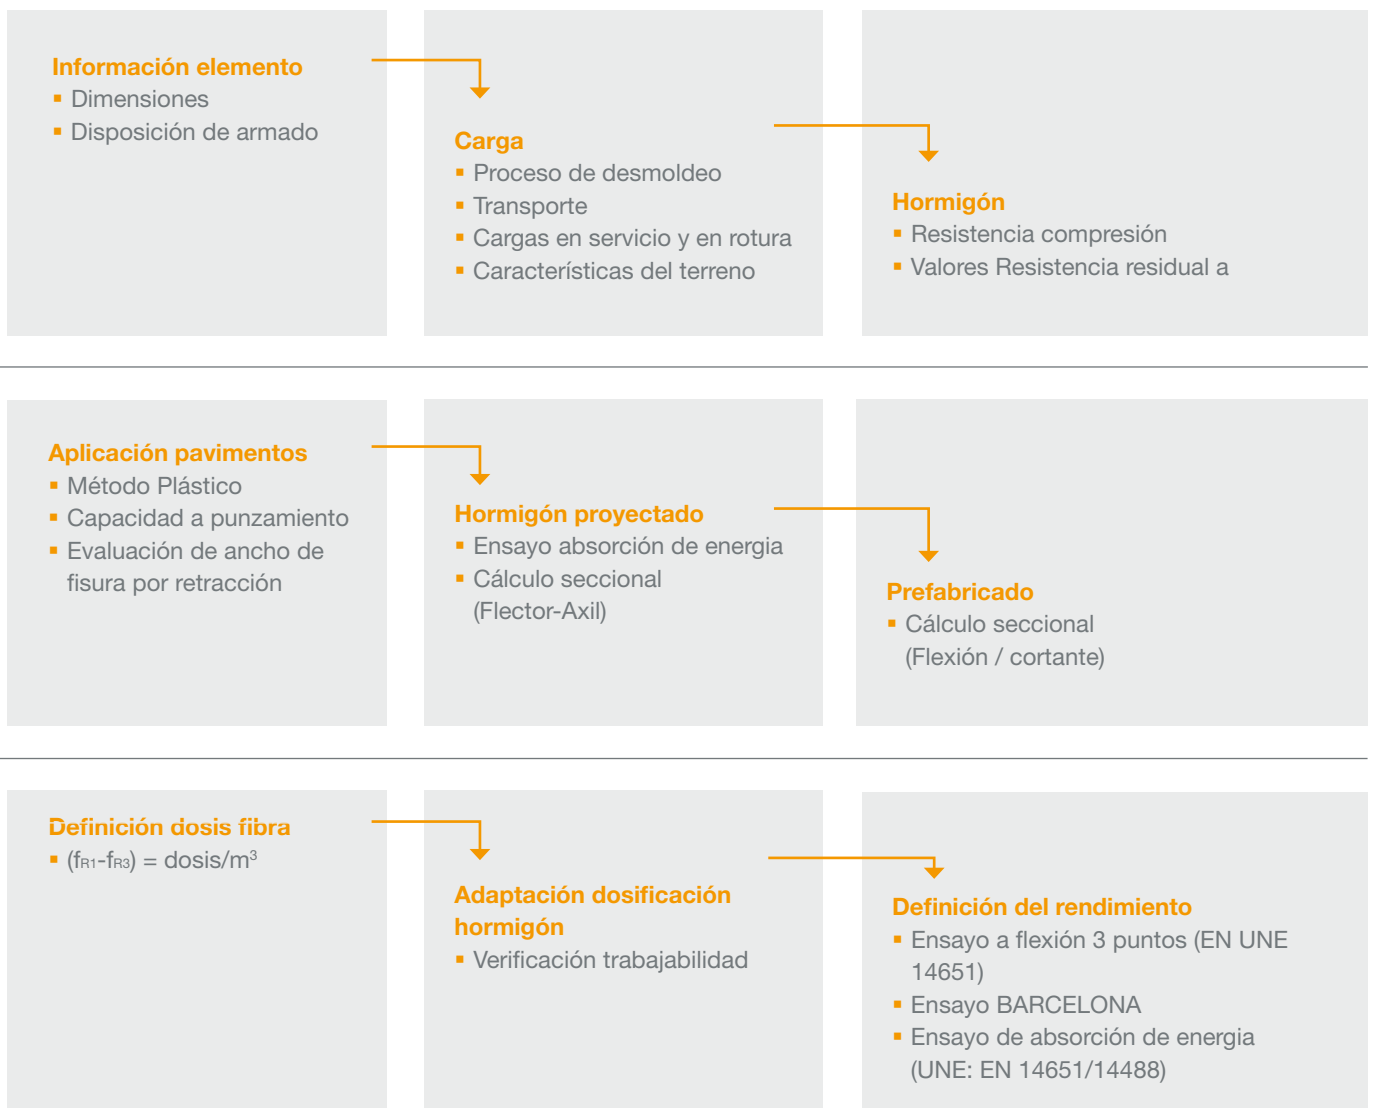 Información elemento
▪ Dimensiones
▪ Disposición de armado
Carga
▪ Proceso de desmoldeo
▪ Transporte
▪ Cargas en servicio y en rotura
▪ Características del terreno
Hormigón
▪ Resistencia compresión
▪ Valores Resistencia residual a
Aplicación pavimentos
▪ Método Plástico
▪ Capacidad a punzamiento
▪ Evaluación de ancho de
fisura por retracción
Hormigón proyectado
▪ Ensayo absorción de energia
▪ Cálculo seccional
(Flector-Axil)
Prefabricado
▪ Cálculo seccional
(Flexión / cortante)
Definición dosis fibra
▪ (fR1-fR3) = dosis/m³
Adaptación dosificación
hormigón
▪ Verificación trabajabilidad
Definición del rendimiento
▪ Ensayo a flexión 3 puntos (EN UNE
14651)
▪ Ensayo BARCELONA
▪ Ensayo de absorción de energia
(UNE: EN 14651/14488)